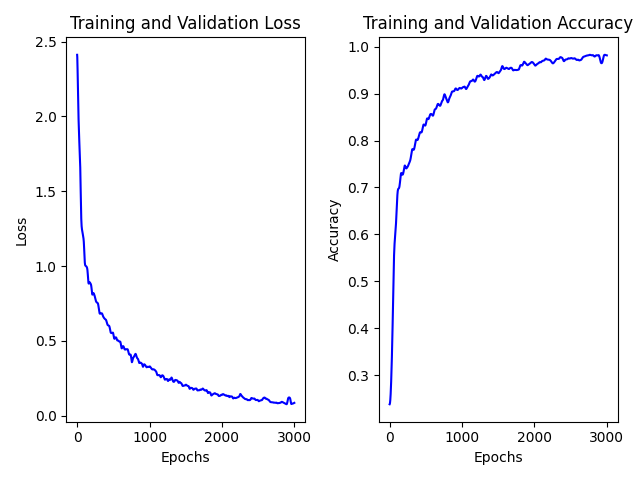 Training and Validation Loss
2.5
2.0
1.5
1.0
0.5
0.0
Loss
0 1000 2000 3000
Epochs
Training and Validation Accuracy
1.0
0.9
0.8
0.7
0.6
0.5
0.4
0.3
Accuracy
0 1000 2000 3000
Epochs